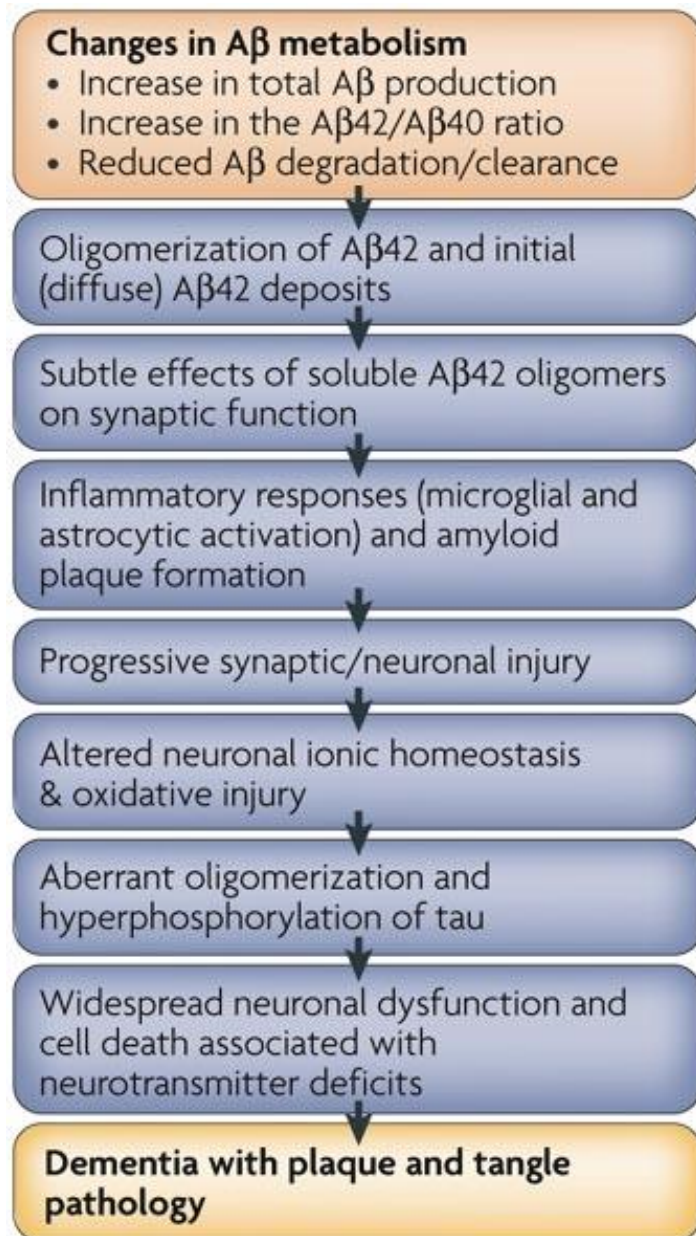 Changes in Aβ metabolism
• Increase in total Aβ production
• Increase in the Aβ42/Aβ40 ratio
• Reduced Aβ degradation/clearance
Oligomerization of Aβ42 and initial
(diffuse) Aβ42 deposits
Subtle effects of soluble Aβ42 oligomers
on synaptic function
Inflammatory responses (microglial and
astrocytic activation) and amyloid
plaque formation
Progressive synaptic/neuronal injury
Altered neuronal ionic homeostasis
& oxidative injury
Aberrant oligomerization and
hyperphosphorylation of tau
Widespread neuronal dysfunction and
cell death associated with
neurotransmitter deficits
Dementia with plaque and tangle
pathology